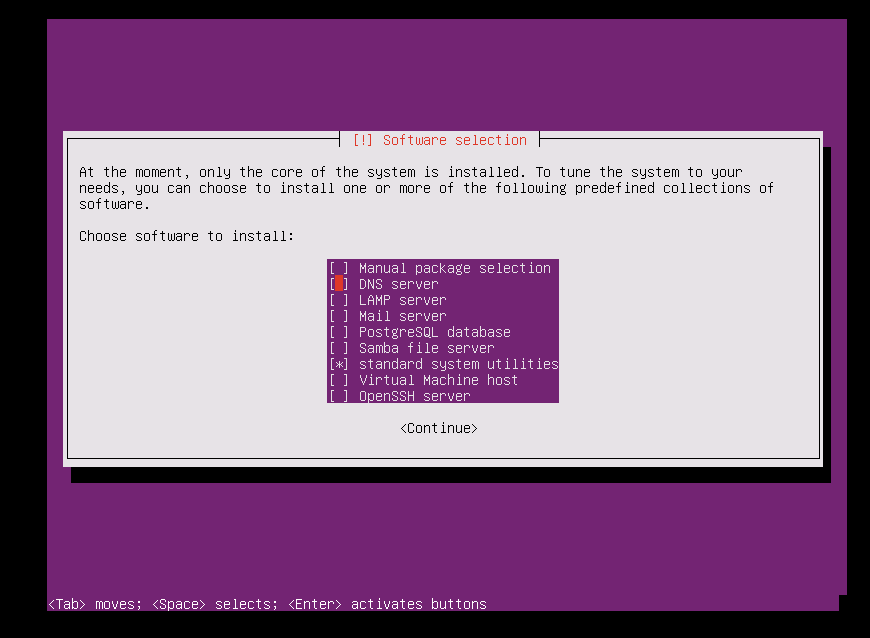 [!] Software selection
At the moment, only the core of the system is installed. To tune the system to your
needs, you can choose to install one or more of the following predefined collections of
software.
Choose software to install:
[ ] Manual package selection
[ ] DNS server
[ ] LAMP server
[ ] Mail server
[ ] PostgreSQL database
[ ] Samba file server
[*] standard system utilities
[ ] Virtual Machine host
[ ] OpenSSH server
<Continue>
<Tab> moves; <Space> selects; <Enter> activates buttons